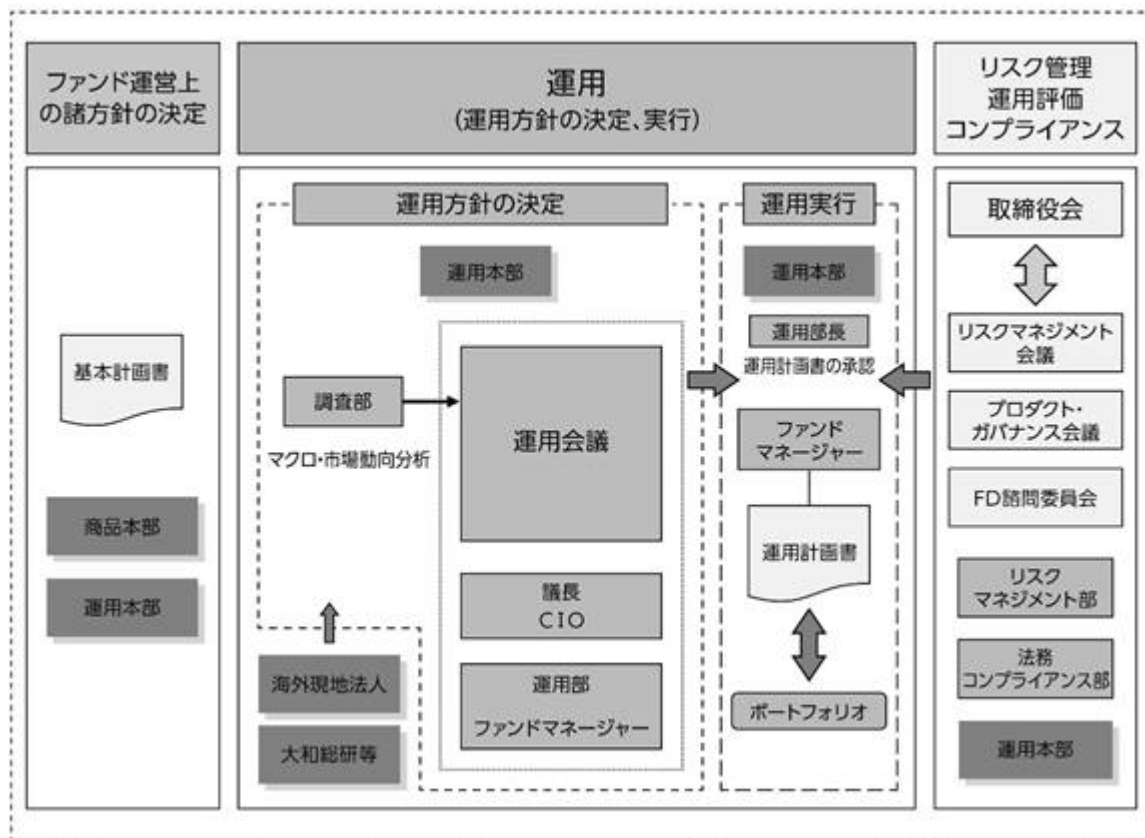 ファンド運営上
の諸方針の決定
運用
(運用方針の決定、実行)
リスク管理
運用評価
コンプライアンス
基本計画書
商品本部
運用本部
運用方針の決定
運用本部
調査部
マクロ・市場動向分析
運用会議
議長
CIO
運用部
ファンドマネージャー
海外現地法人
大和総研等
運用実行
運用本部
運用部長
運用計画書の承認
ファンド
マネージャー
運用計画書
ポートフォリオ
取締役会
リスクマネジメント
会議
プロダクト・
ガバナンス会議
FD諮問委員会
リスク
マネジメント部
法務
コンプライアンス部
運用本部